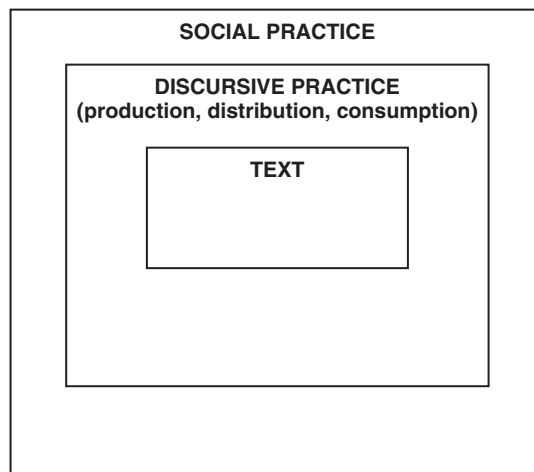 SOCIAL PRACTICE
DISCURSIVE PRACTICE
(production, distribution, consumption)
TEXT